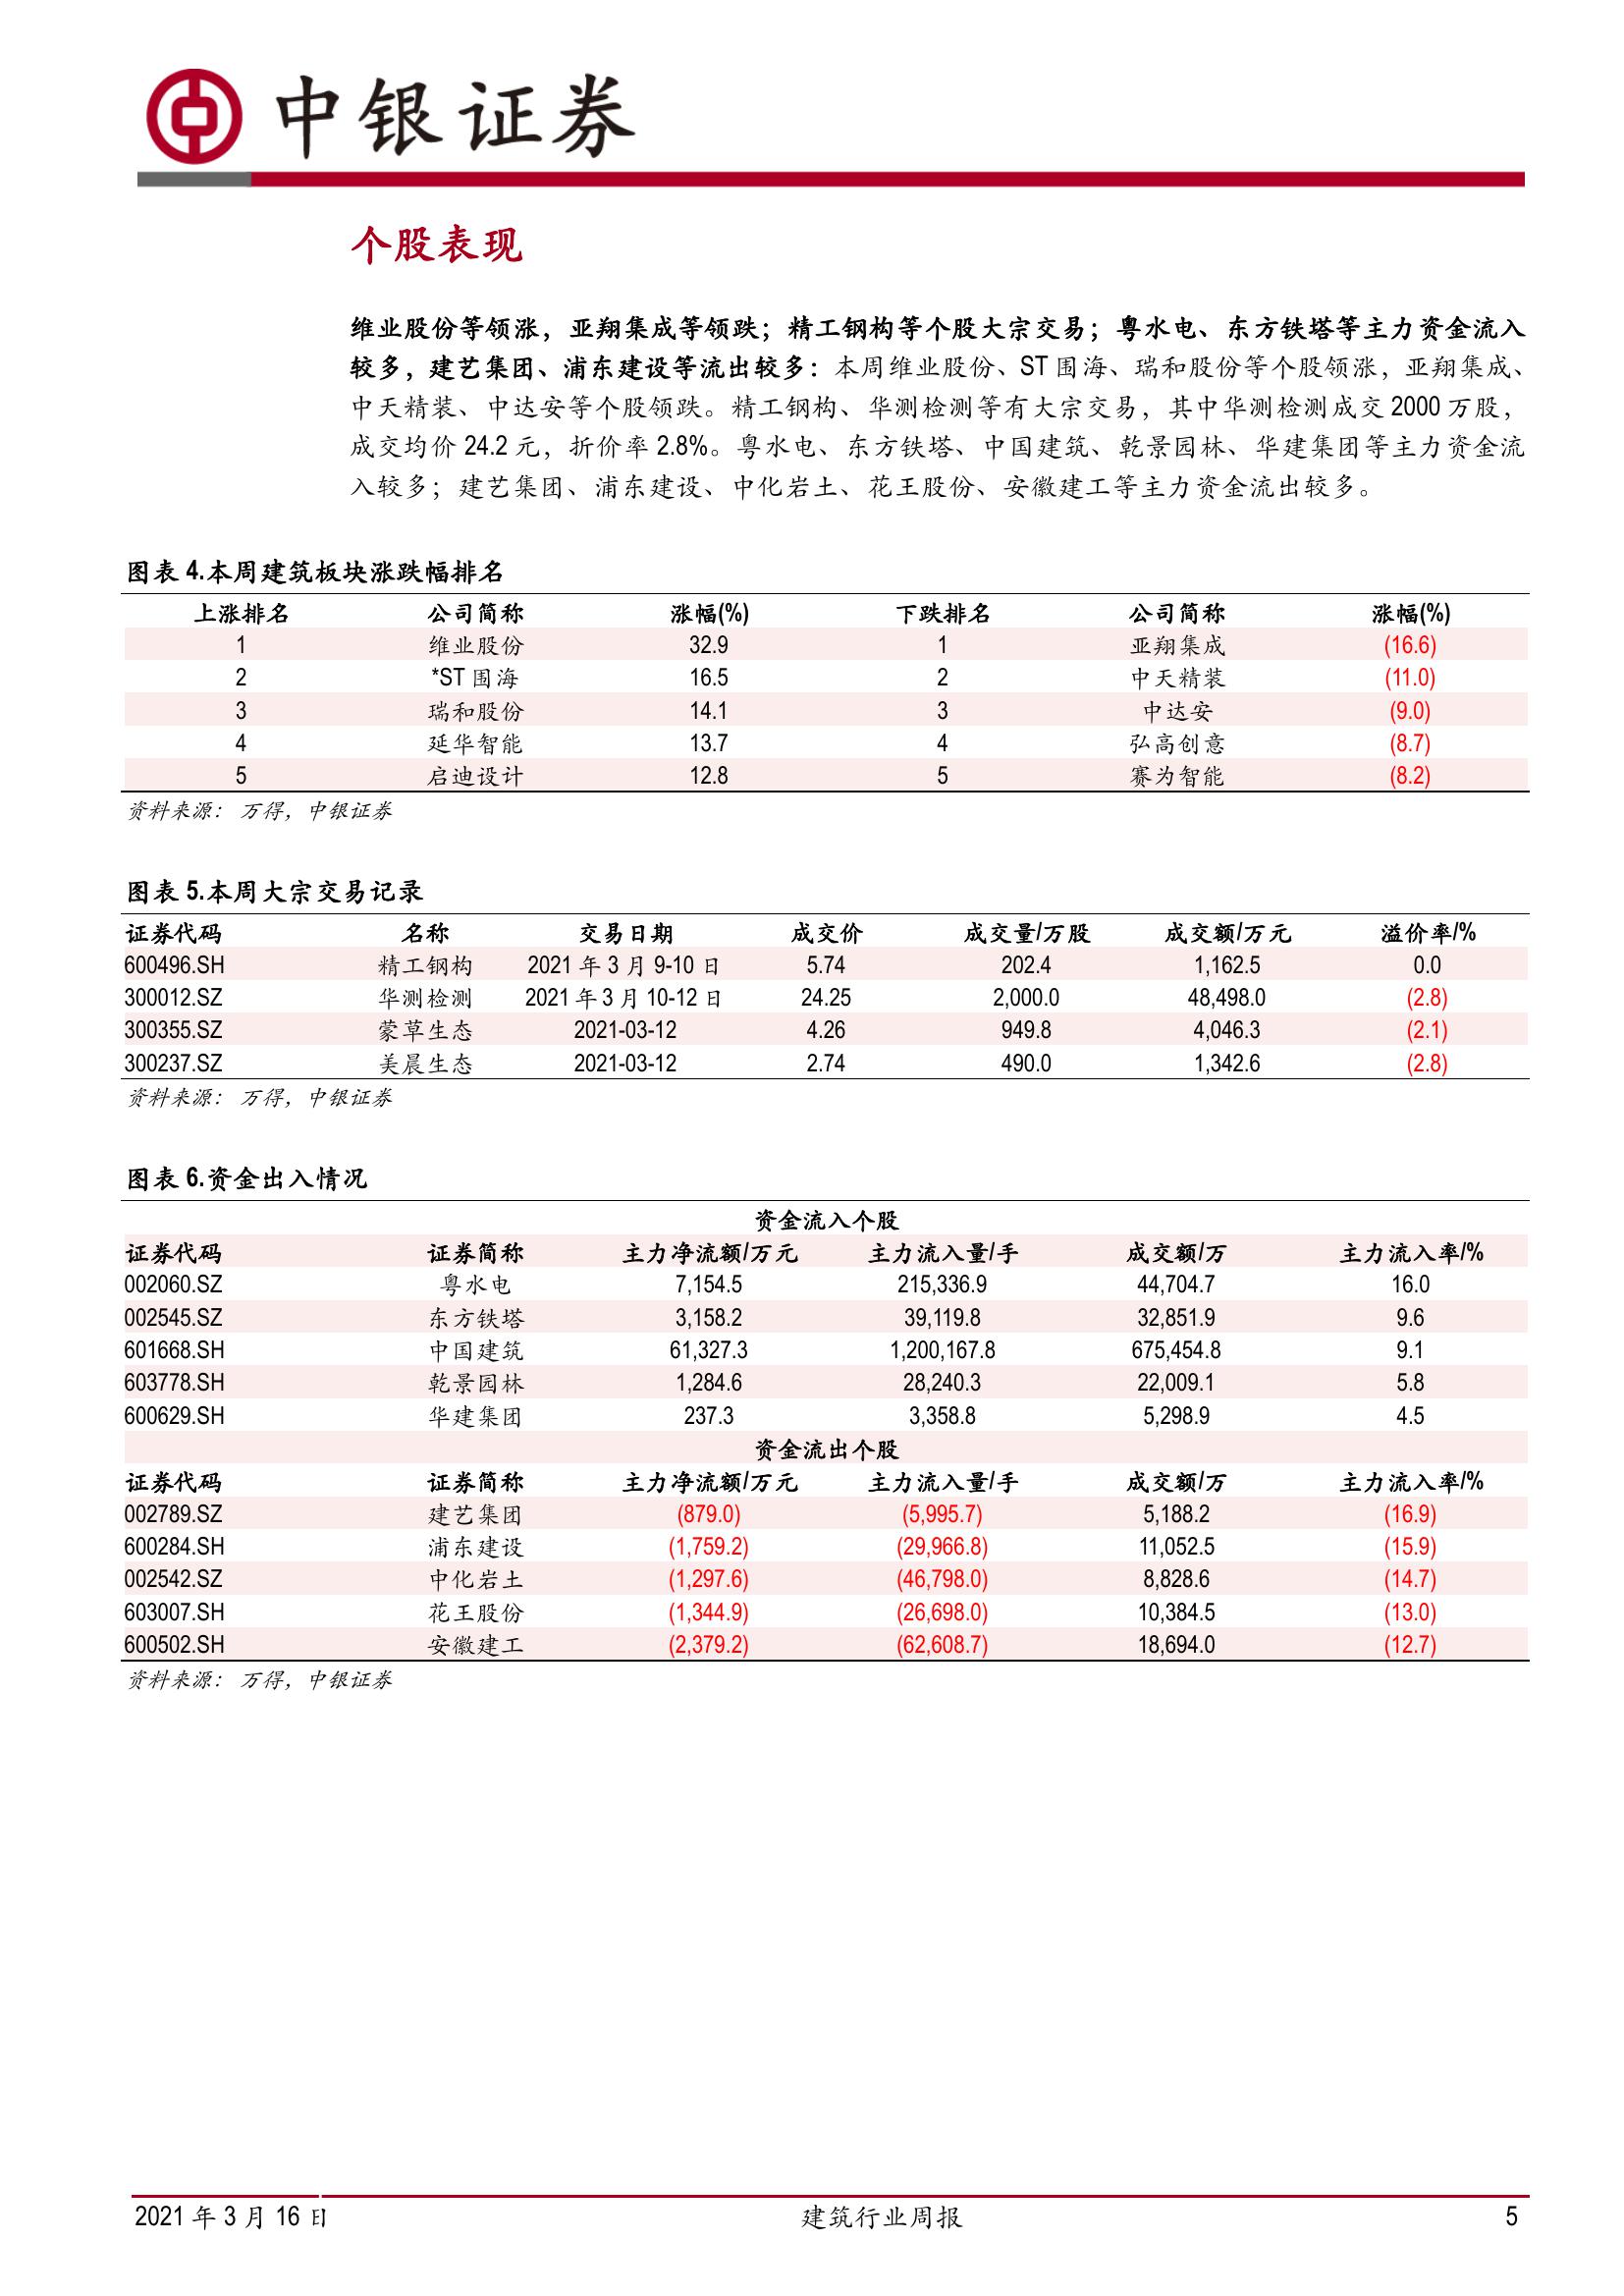 中银证券
个股表现
维业股份等领涨，亚翔集成等领跌；精工钢构等个股大宗交易；粤水电、东方铁塔等主力资金流入
较多，建艺集团、浦东建设等流出较多：本周维业股份、ST 围海、瑞和股份等个股领涨，亚翔集成、
中天精装、中达安等个股领跌。精工钢构、华测检测等有大宗交易，其中华测检测成交 2000 万股，
成交均价 24.2 元，折价率 2.8%。粤水电、东方铁塔、中国建筑、乾景园林、华建集团等主力资金流
入较多；建艺集团、浦东建设、中化岩土、花王股份、安徽建工等主力资金流出较多。
图表 4.本周建筑板块涨跌幅排名
上涨排名 公司简称 涨幅(%) 下跌排名 公司简称 涨幅(%)
1 维业股份 32.9 1 亚翔集成 (16.6)
2 *ST 围海 16.5 2 中天精装 (11.0)
3 瑞和股份 14.1 3 中达安 (9.0)
4 延华智能 13.7 4 弘高创意 (8.7)
5 启迪设计 12.8 5 赛为智能 (8.2)
资料来源： 万得，中银证券
图表 5.本周大宗交易记录
证券代码 名称 交易日期 成交价 成交量/万股 成交额/万元 溢价率/%
600496.SH 精工钢构 2021 年 3 月 9-10 日 5.74 202.4 1,162.5 0.0
300012.SZ 华测检测 2021 年 3 月 10-12 日 24.25 2,000.0 48,498.0 (2.8)
300355.SZ 蒙草生态 2021-03-12 4.26 949.8 4,046.3 (2.1)
300237.SZ 美晨生态 2021-03-12 2.74 490.0 1,342.6 (2.8)
资料来源： 万得，中银证券
图表 6.资金出入情况
资金流入个股
证券代码 证券简称 主力净流额/万元 主力流入量/手 成交额/万 主力流入率/%
002060.SZ 粤水电 7,154.5 215,336.9 44,704.7 16.0
002545.SZ 东方铁塔 3,158.2 39,119.8 32,851.9 9.6
601668.SH 中国建筑 61,327.3 1,200,167.8 675,454.8 9.1
603778.SH 乾景园林 1,284.6 28,240.3 22,009.1 5.8
600629.SH 华建集团 237.3 3,358.8 5,298.9 4.5
资金流出个股
证券代码 证券简称 主力净流额/万元 主力流入量/手 成交额/万 主力流入率/%
002789.SZ 建艺集团 (879.0) (5,995.7) 5,188.2 (16.9)
600284.SH 浦东建设 (1,759.2) (29,966.8) 11,052.5 (15.9)
002542.SZ 中化岩土 (1,297.6) (46,798.0) 8,828.6 (14.7)
603007.SH 花王股份 (1,344.9) (26,698.0) 10,384.5 (13.0)
600502.SH 安徽建工 (2,379.2) (62,608.7) 18,694.0 (12.7)
资料来源： 万得，中银证券
2021 年 3 月 16 日 建筑行业周报 5